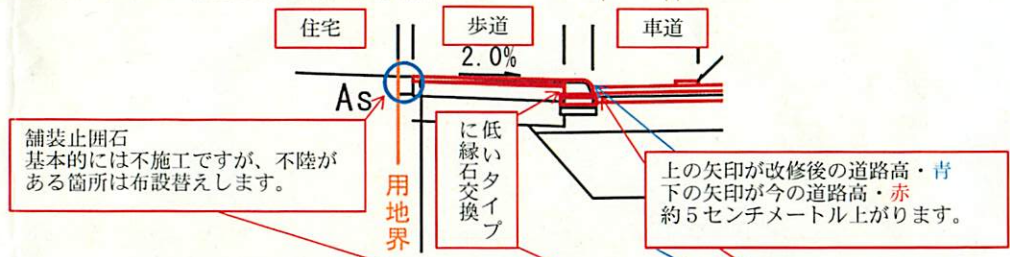 住宅
歩道
車道
2.0%
As
舗装止囲石
基本的には不施工ですが、不陸が
ある箇所は布設替えします。
用地界
低いタイプ
に縁石交換
上の矢印が改修後の道路高・青
下の矢印が今の道路高・赤
約５センチメートル上がります。